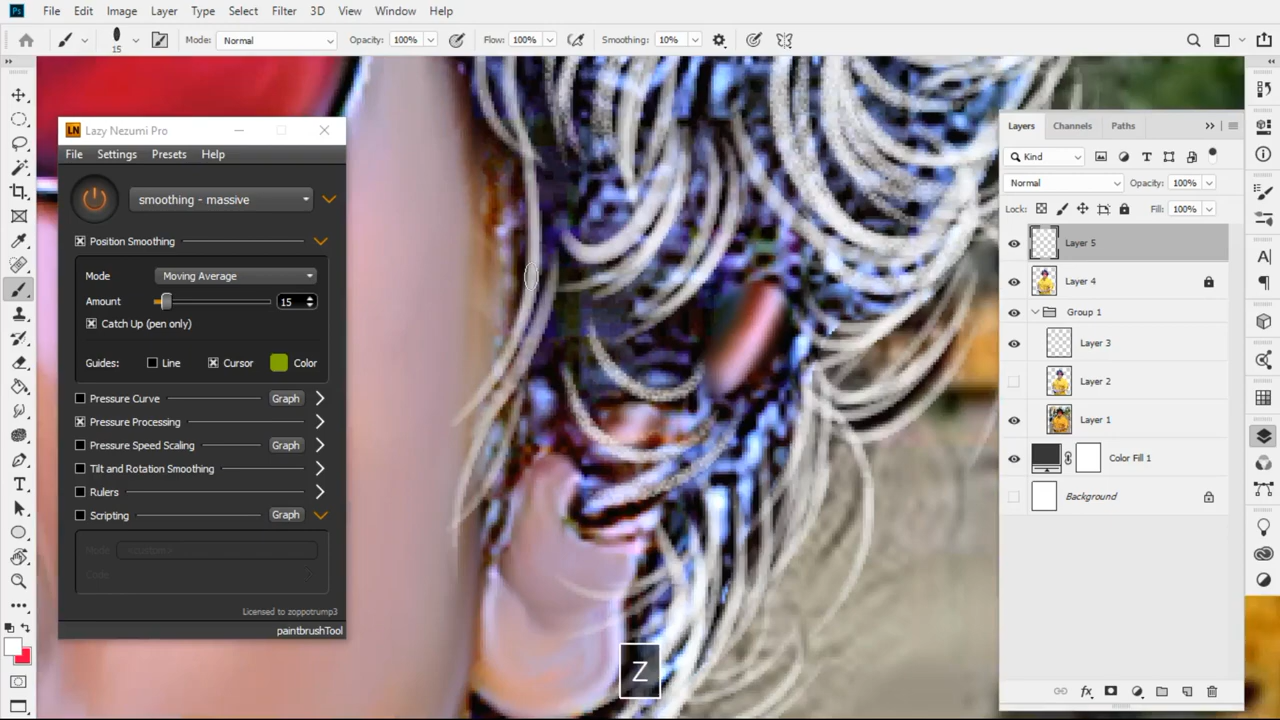 Ps File Edit Image Layer Type Select Filter 3D View Window Help
15 Mode: Normal Opacity: 100% Flow: 100% Smoothing: 10%
LN Lazy Nezumi Pro
File Settings Presets Help
smoothing - massive
Position Smoothing
Mode Moving Average
Amount 15
Catch Up (pen only)
Guides: Line Cursor Color
Pressure Curve Graph
Pressure Processing
Pressure Speed Scaling Graph
Tilt and Rotation Smoothing
Rulers
Scripting Graph
Mode <custom>
Code
Licensed to zoppotrump3
paintbrushTool
Z
Layers Channels Paths
Kind
Normal Opacity: 100%
Lock: Fill: 100%
Layer 5
Layer 4
Group 1
Layer 3
Layer 2
Layer 1
Color Fill 1
Background
fx